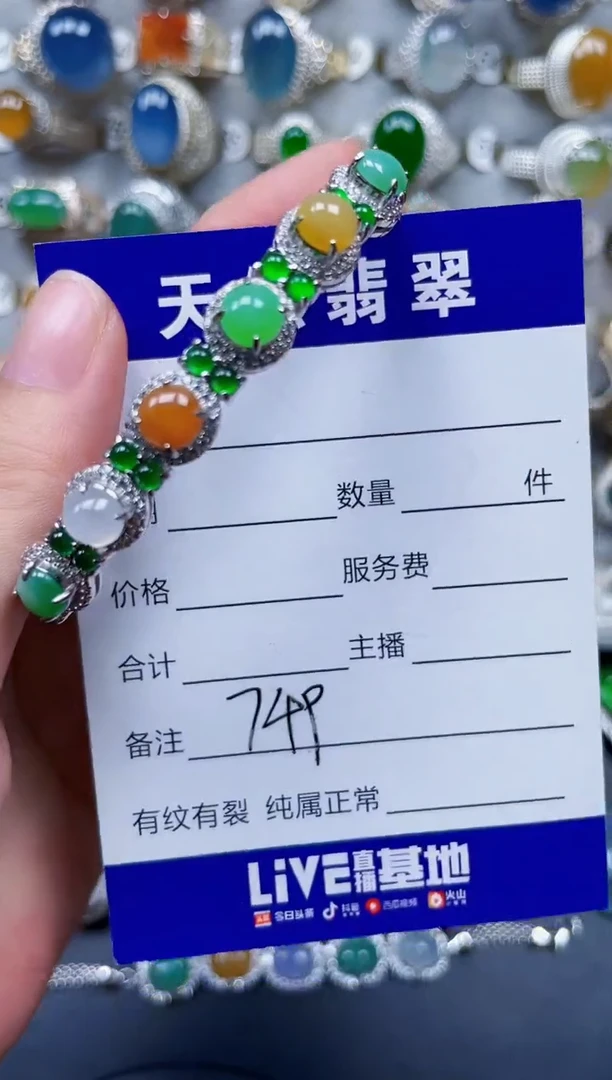 天 翡翠
数量 件
价格 服务费
合计 主播
备注 749
有纹有裂 纯属正常
LiVE直播基地
今日头条 抖音 西瓜视频 火山